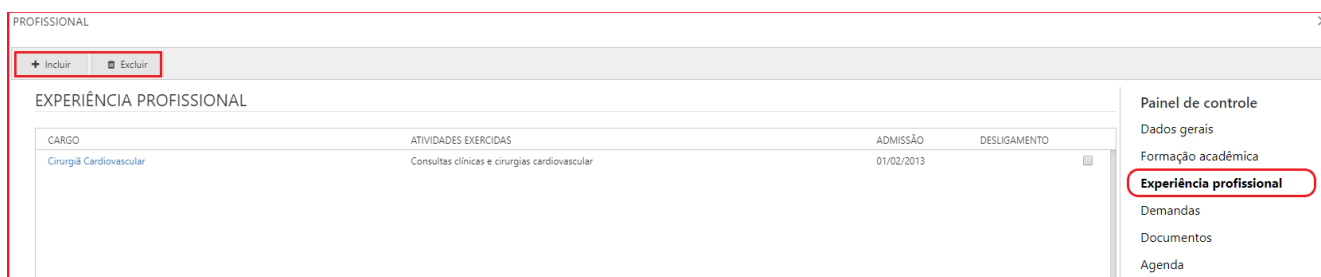 PROFISSIONAL
Incluir Excluir
EXPERIÊNCIA PROFISSIONAL
CARGO ATIVIDADES EXERCIDAS ADMISSÃO DESLIGAMENTO
Cirurgiã Cardiovascular Consultas clínicas e cirurgias cardiovascular 01/02/2013
Painel de controle
Dados gerais
Formação acadêmica
Experiência profissional
Demandas
Documentos
Agenda